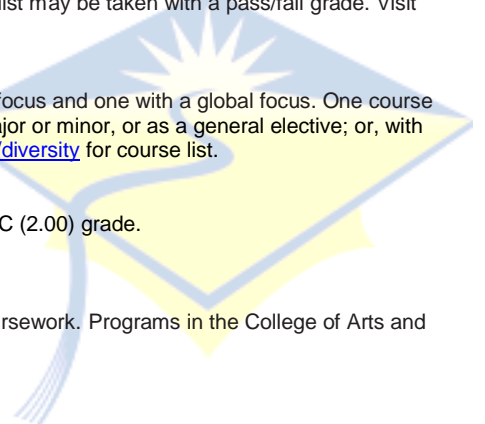 list may be taken with a pass/fail grade. Visit
focus and one with a global focus. One course
jor or minor, or as a general elective; or, with
/diversity for course list.
C (2.00) grade.
rsework. Programs in the College of Arts and